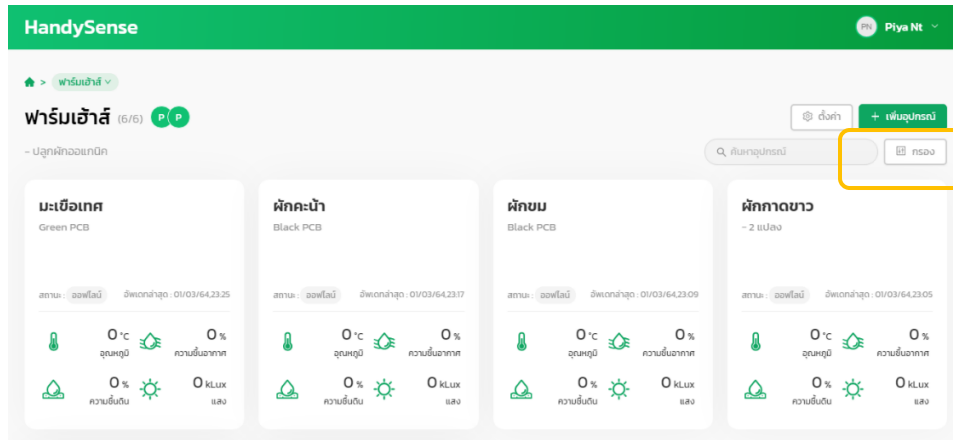 HandySense
PN Piya Nt
> ฟาร์มเฮ้าส์
ฟาร์มเฮ้าส์ (6/6) P P
ตั้งค่า
+ เพิ่มอุปกรณ์
- ปลูกผักออแกนิค
ค้นหาอุปกรณ์
กรอง
มะเขือเทศ
Green PCB
สถานะ : ออฟไลน์ อัพเดทล่าสุด : 01/03/64,23:25
0 °C 0 %
อุณหภูมิ ความชื้นอากาศ
0 % 0 kLux
ความชื้นดิน แสง
ผักคะน้า
Black PCB
สถานะ : ออฟไลน์ อัพเดทล่าสุด : 01/03/64,23:17
0 °C 0 %
อุณหภูมิ ความชื้นอากาศ
0 % 0 kLux
ความชื้นดิน แสง
ผักขม
Black PCB
สถานะ : ออฟไลน์ อัพเดทล่าสุด : 01/03/64,23:09
0 °C 0 %
อุณหภูมิ ความชื้นอากาศ
0 % 0 kLux
ความชื้นดิน แสง
ผักกาดขาว
- 2 แปลง
สถานะ : ออฟไลน์ อัพเดทล่าสุด : 01/03/64,23:05
0 °C 0 %
อุณหภูมิ ความชื้นอากาศ
0 % 0 kLux
ความชื้นดิน แสง